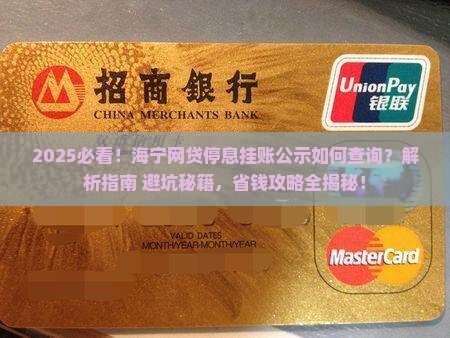 招商銀行
CHINA MERCHANTS BANK
UnionPay
银联
2025必看！海宁网贷停息挂账公示如何查询？解
析指南 避坑秘籍，省钱攻略全揭秘！
VALID DATES
MONTH/YEAR-MONTH/YEAR
MasterCard